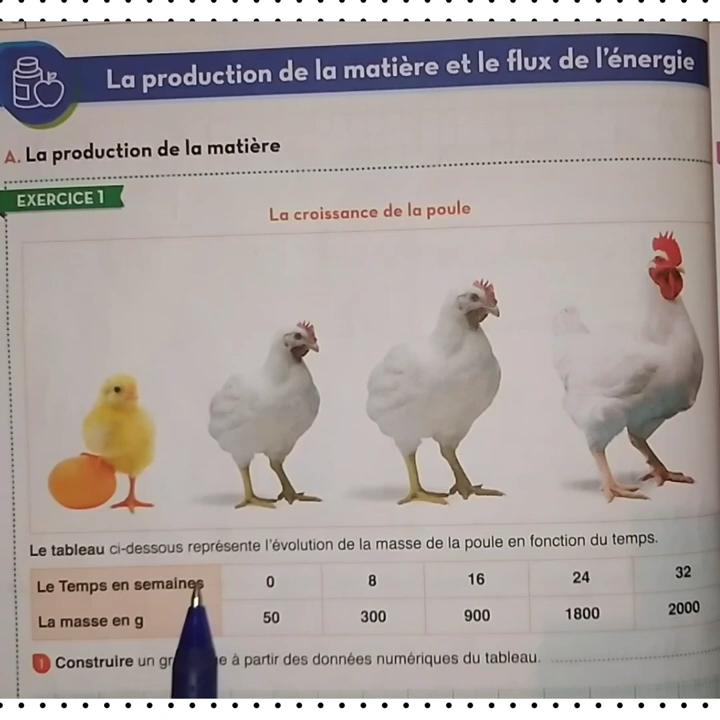 La production de la matière et le flux de l'énergie
A. La production de la matière
EXERCICE 1
La croissance de la poule
Le tableau ci-dessous représente l'évolution de la masse de la poule en fonction du temps.
Le Temps en semaines 0 8 16 24 32
La masse en g 50 300 900 1800 2000
1 Construire un à partir des données numériques du tableau.